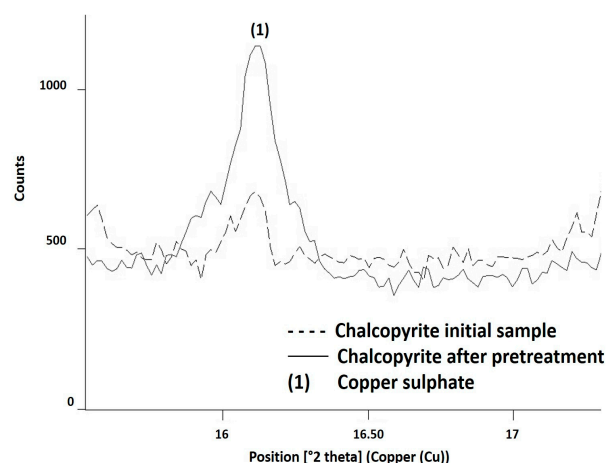 (1)
1000
Counts
500
Chalcopyrite initial sample
Chalcopyrite after pretreatment
(1) Copper sulphate
0
16 16.50 17
Position [°2 theta] (Copper (Cu)